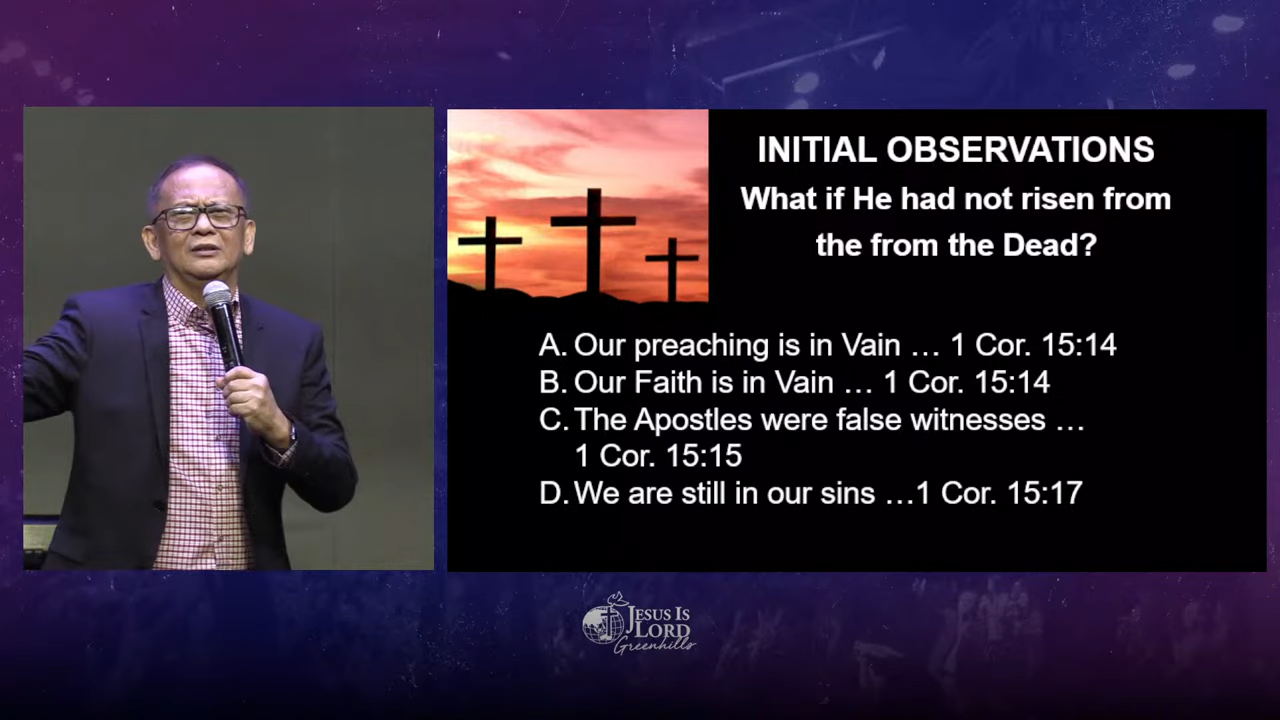 INITIAL OBSERVATIONS
What if He had not risen from
the from the Dead?
A. Our preaching is in Vain … 1 Cor. 15:14
B. Our Faith is in Vain … 1 Cor. 15:14
C. The Apostles were false witnesses …
1 Cor. 15:15
D. We are still in our sins …1 Cor. 15:17
JESUS IS
LORD
Greenhills